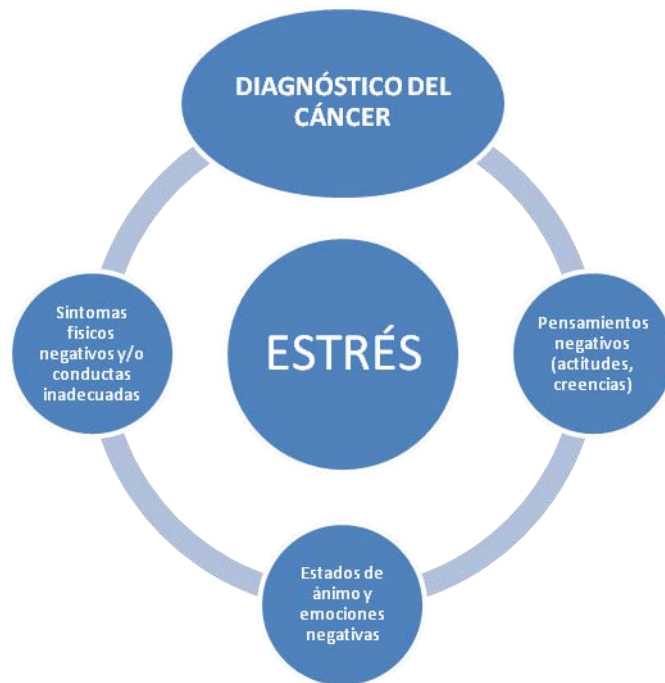 DIAGNÓSTICO DEL
CÁNCER
ESTRÉS
Pensamientos
negativos
(actitudes,
creencias)
Estados de
ánimo y
emociones
negativas
Síntomas
físicos
negativos y/o
conductas
inadecuadas